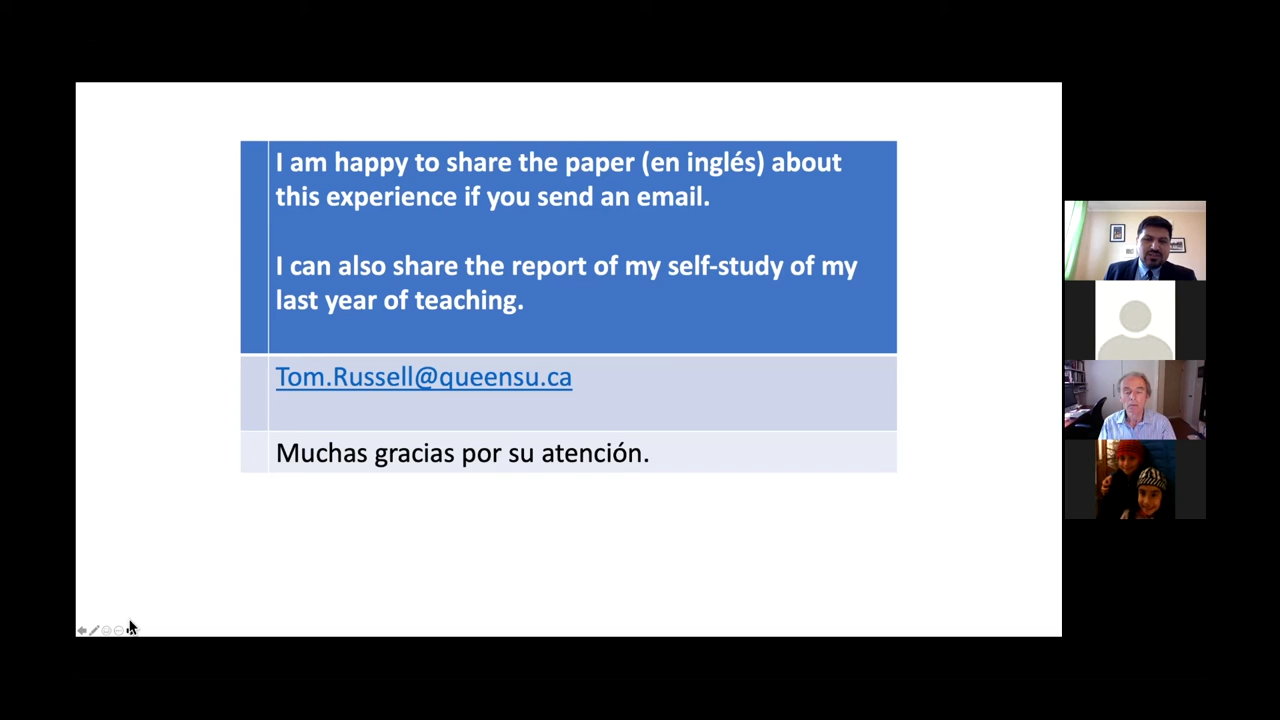 I am happy to share the paper (en inglés) about
this experience if you send an email.
I can also share the report of my self-study of my
last year of teaching.
Tom.Russell@queensu.ca
Muchas gracias por su atención.